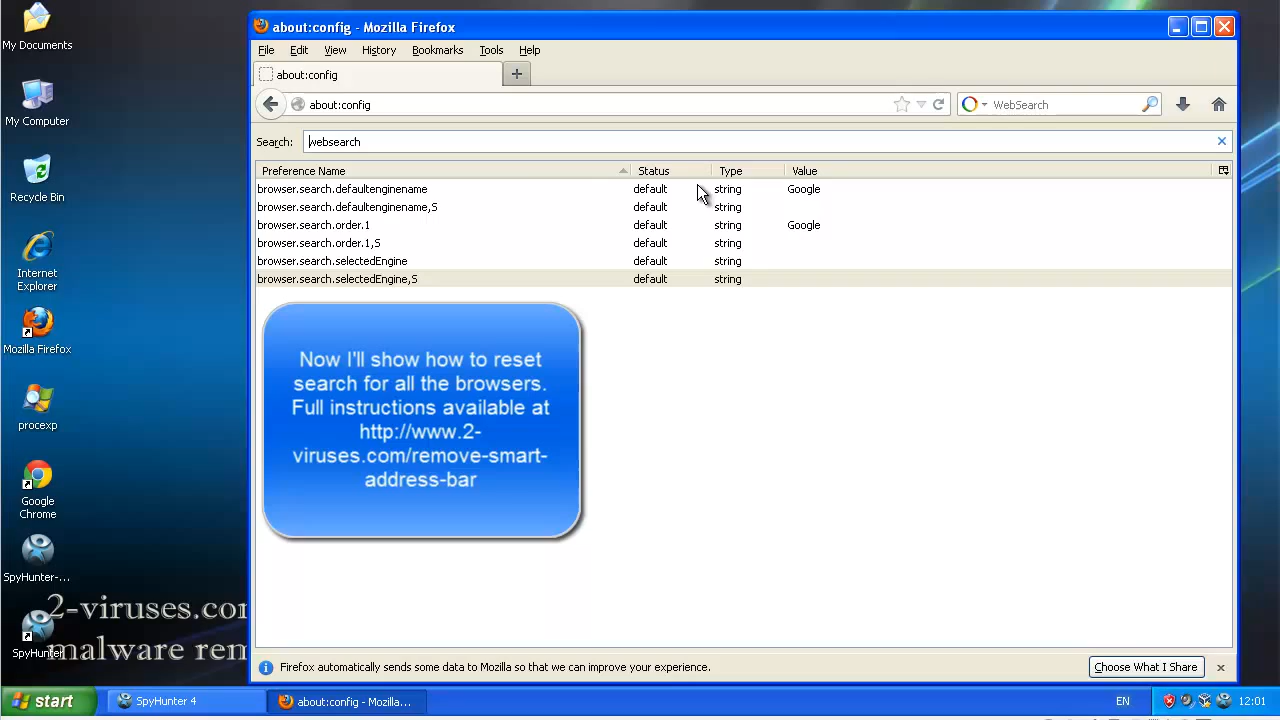 My Documents
My Computer
Recycle Bin
Internet
Explorer
Mozilla Firefox
procexp
Google
Chrome
SpyHunter-...
SpyHunter
2-viruses.com
malware rem
about:config - Mozilla Firefox
File Edit View History Bookmarks Tools Help
about:config
about:config WebSearch
Search: websearch
Preference Name Status Type Value
browser.search.defaultenginename default string Google
browser.search.defaultenginename,S default string
browser.search.order.1 default string Google
browser.search.order.1,S default string
browser.search.selectedEngine default string
browser.search.selectedEngine,S default string
Now I'll show how to reset
search for all the browsers.
Full instructions available at
http://www.2-
viruses.com/remove-smart-
address-bar
Firefox automatically sends some data to Mozilla so that we can improve your experience. Choose What I Share
start SpyHunter 4 about:config - Mozilla... EN 12:01